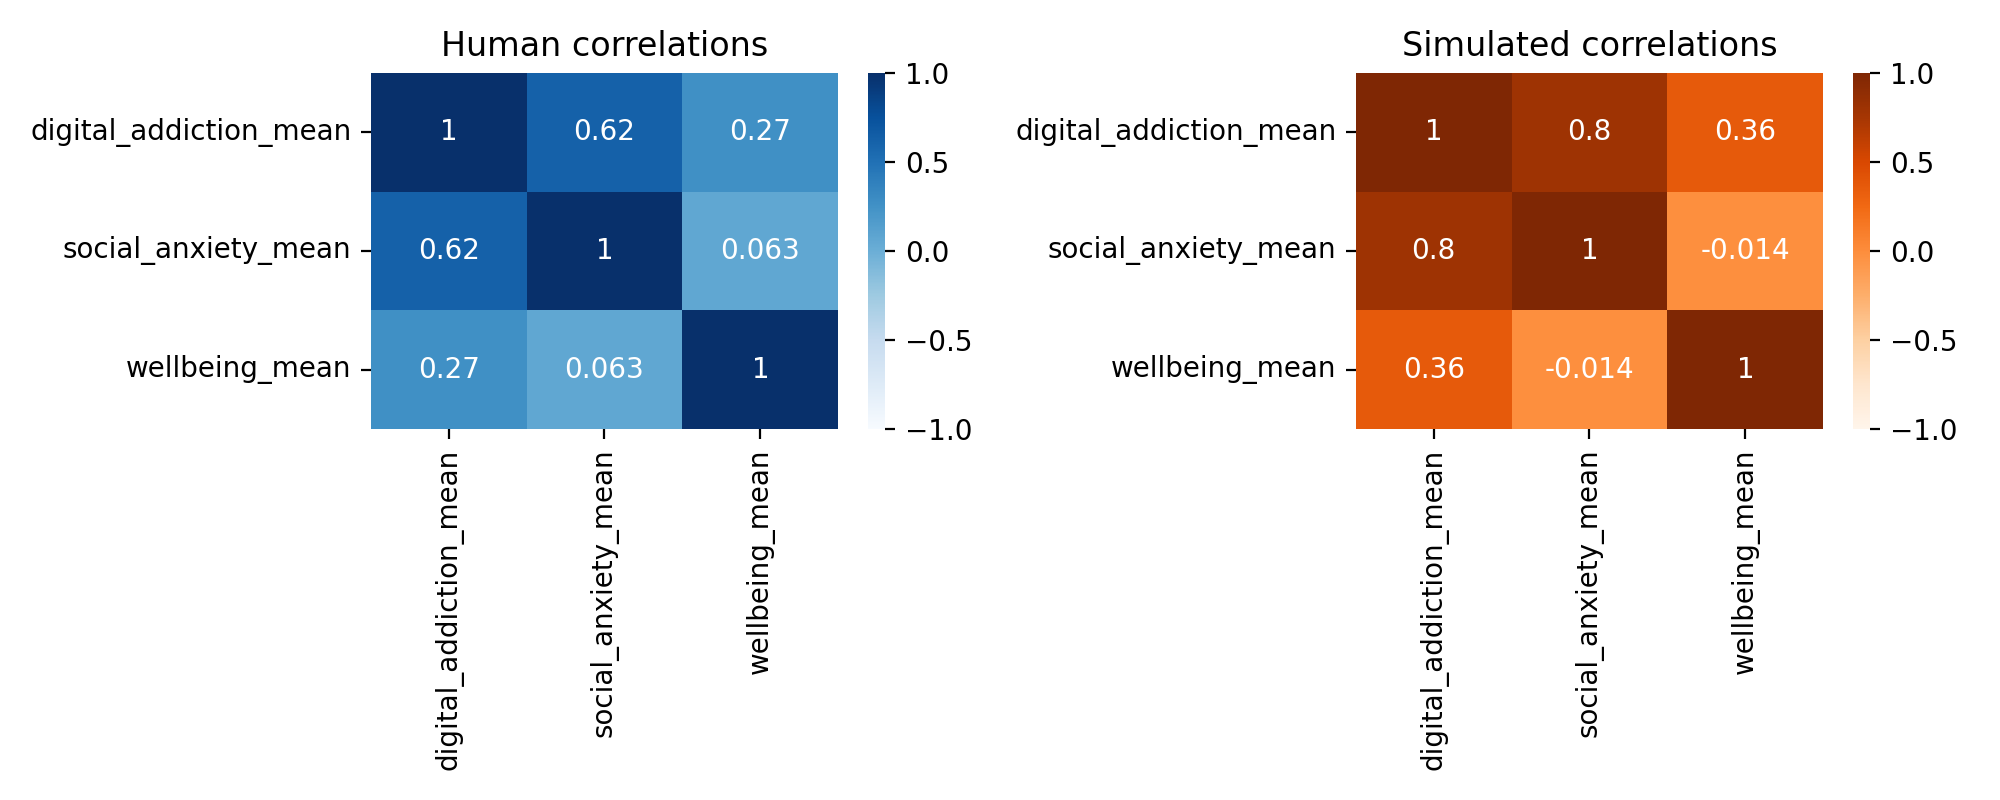 Human correlations
digital_addiction_mean 1 0.62 0.27
social_anxiety_mean 0.62 1 0.063
wellbeing_mean 0.27 0.063 1
digital_addiction_mean
social_anxiety_mean
wellbeing_mean
1.0
0.5
0.0
−0.5
−1.0
Simulated correlations
digital_addiction_mean 1 0.8 0.36
social_anxiety_mean 0.8 1 -0.014
wellbeing_mean 0.36 -0.014 1
digital_addiction_mean
social_anxiety_mean
wellbeing_mean
1.0
0.5
0.0
−0.5
−1.0